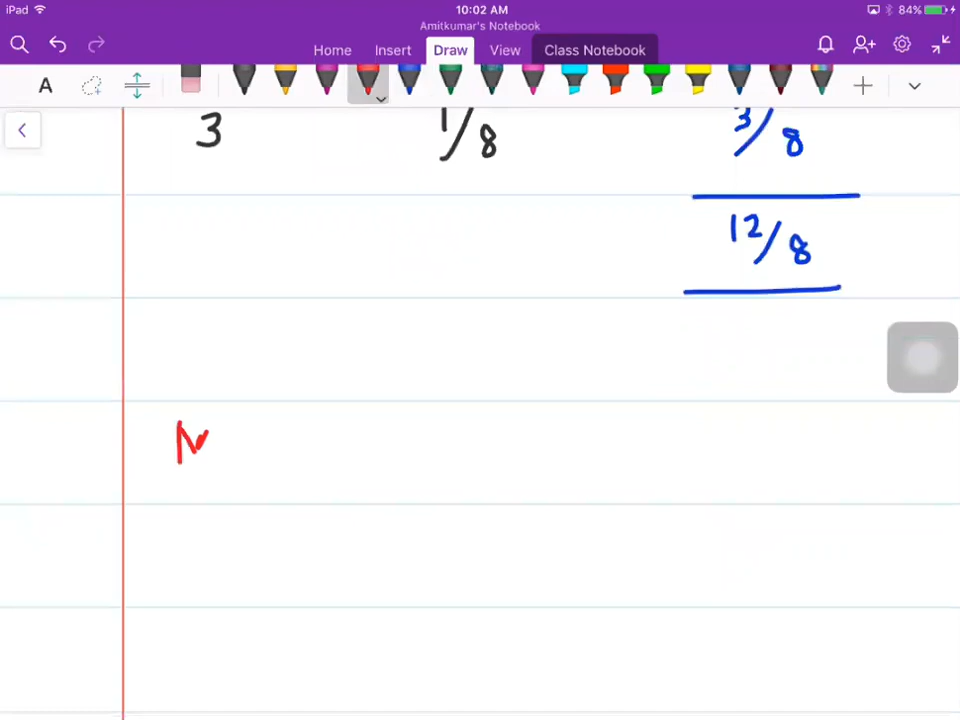 iPad 10:02 AM 84%
Amitkumar's Notebook
Home Insert Draw View Class Notebook
A
3 1/8 3/8
12/8